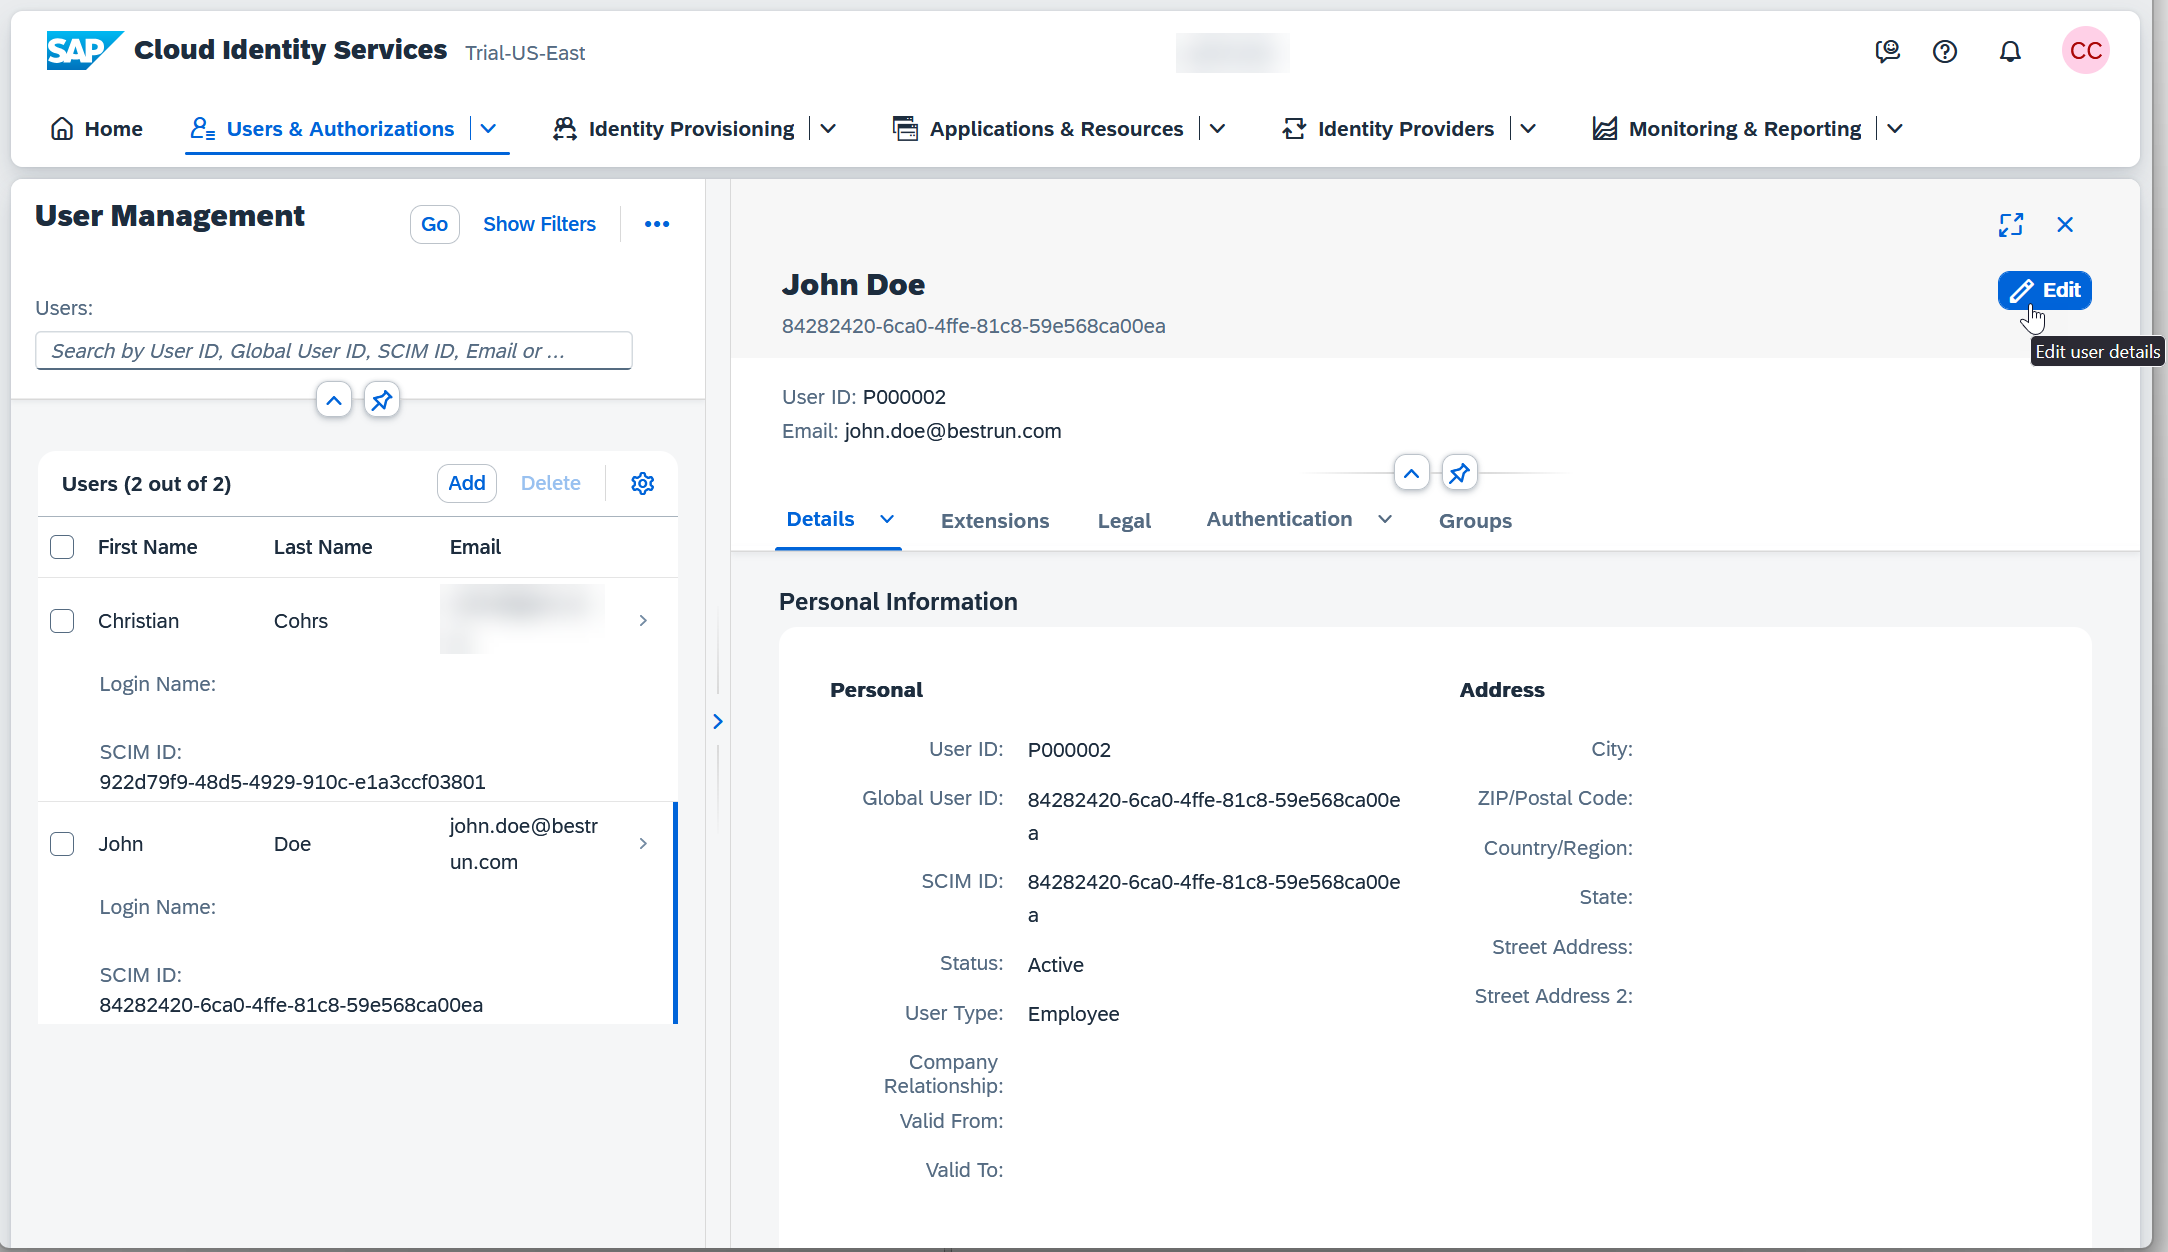 SAP Cloud Identity Services Trial-US-East
CC
Home Users & Authorizations Identity Provisioning Applications & Resources Identity Providers Monitoring & Reporting
User Management
Go Show Filters
Users:
Search by User ID, Global User ID, SCIM ID, Email or ...
Users (2 out of 2) Add Delete
First Name Last Name Email
Christian Cohrs
Login Name:
SCIM ID:
922d79f9-48d5-4929-910c-e1a3ccf03801
John Doe john.doe@bestr
un.com
Login Name:
SCIM ID:
84282420-6ca0-4ffe-81c8-59e568ca00ea
John Doe
Edit
84282420-6ca0-4ffe-81c8-59e568ca00ea
Edit user details
User ID: P000002
Email: john.doe@bestrun.com
Details Extensions Legal Authentication Groups
Personal Information
Personal
User ID: P000002
Global User ID: 84282420-6ca0-4ffe-81c8-59e568ca00e
a
SCIM ID: 84282420-6ca0-4ffe-81c8-59e568ca00e
a
Status: Active
User Type: Employee
Company
Relationship:
Valid From:
Valid To:
Address
City:
ZIP/Postal Code:
Country/Region:
State:
Street Address:
Street Address 2: